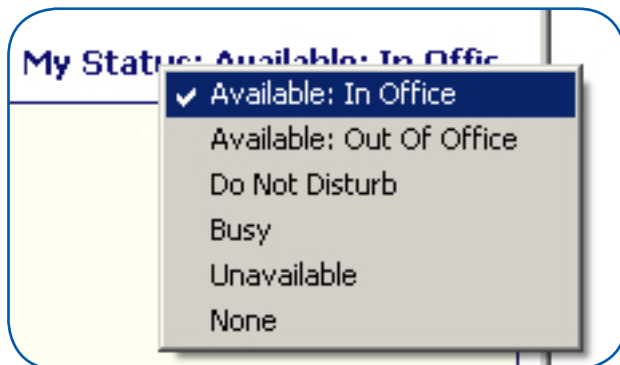 My Status: Available: In Offic
Available: In Office
Available: Out Of Office
Do Not Disturb
Busy
Unavailable
None